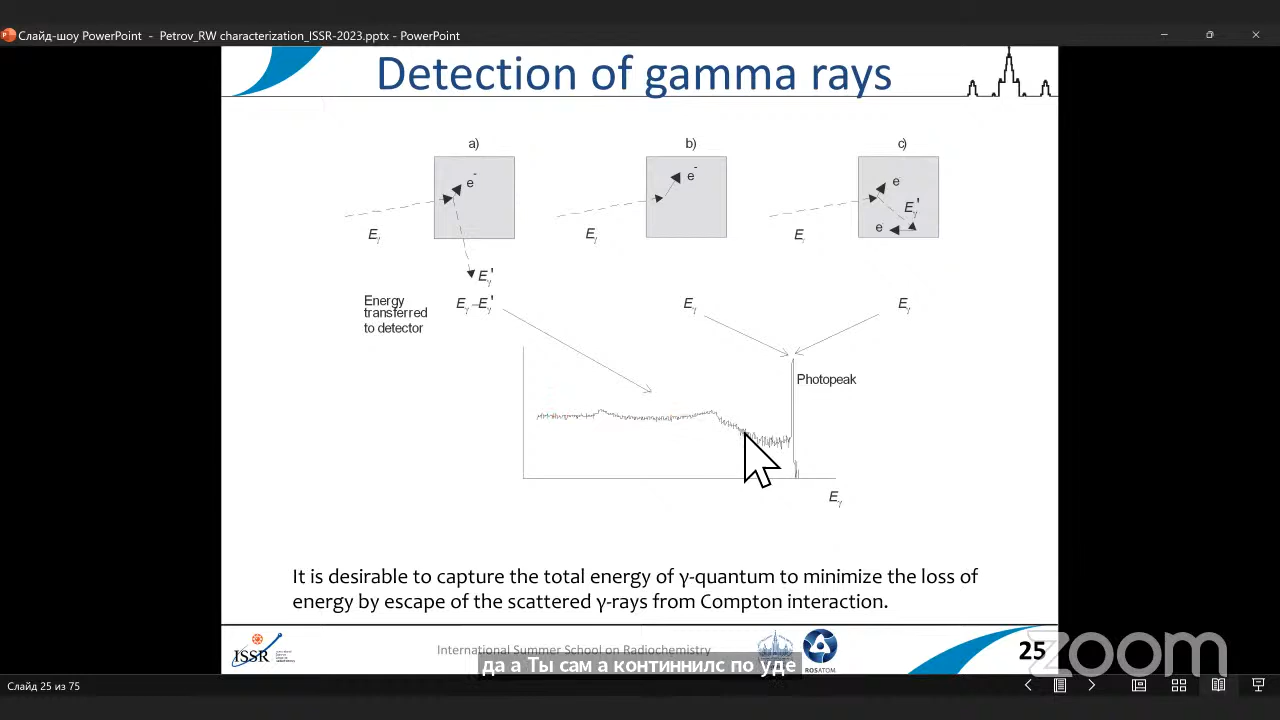 Слайд-шоу PowerPoint - Petrov_RW characterization_ISSR-2023.pptx - PowerPoint
Detection of gamma rays
a)
b)
c)
e⁻
e⁻
e
Eγ'
e
Eγ
Eγ
Eγ
Eγ'
Energy
transferred
to detector
Eγ–Eγ'
Eγ
Eγ
Photopeak
Eγ
It is desirable to capture the total energy of γ-quantum to minimize the loss of
energy by escape of the scattered γ-rays from Compton interaction.
ISSR
International Summer School on Radiochemistry
ROSATOM
25
да а Ты сам а континнилс по уде
zoom
Слайд 25 из 75